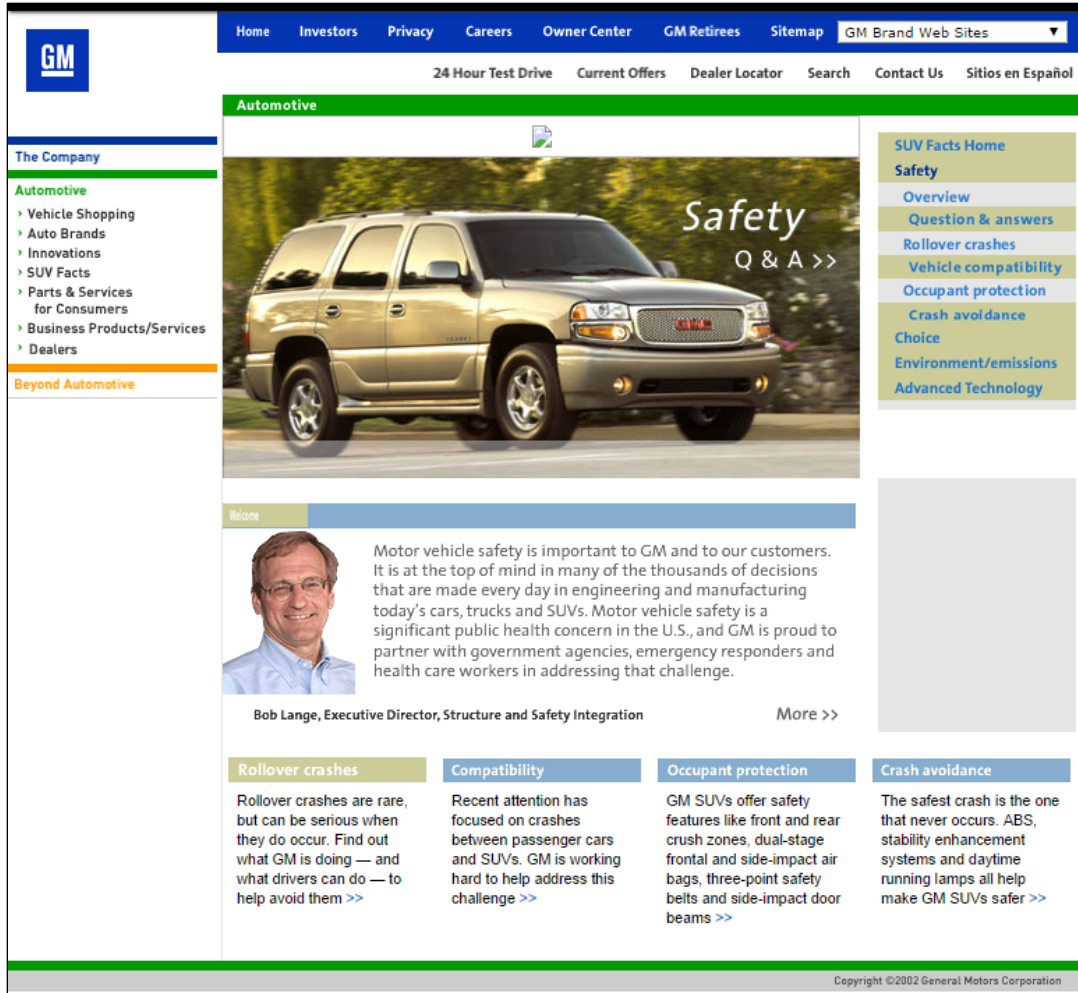 GM
Home Investors Privacy Careers Owner Center GM Retirees Sitemap GM Brand Web Sites
24 Hour Test Drive Current Offers Dealer Locator Search Contact Us Sitios en Español
The Company
Automotive
› Vehicle Shopping
› Auto Brands
› Innovations
› SUV Facts
› Parts & Services
for Consumers
› Business Products/Services
› Dealers
Beyond Automotive
Automotive
Safety
Q & A >>
GMC
SUV Facts Home
Safety
Overview
Question & answers
Rollover crashes
Vehicle compatibility
Occupant protection
Crash avoidance
Choice
Environment/emissions
Advanced Technology
Welcome
Motor vehicle safety is important to GM and to our customers.
It is at the top of mind in many of the thousands of decisions
that are made every day in engineering and manufacturing
today's cars, trucks and SUVs. Motor vehicle safety is a
significant public health concern in the U.S., and GM is proud to
partner with government agencies, emergency responders and
health care workers in addressing that challenge.
Bob Lange, Executive Director, Structure and Safety Integration
More >>
Rollover crashes
Rollover crashes are rare,
but can be serious when
they do occur. Find out
what GM is doing — and
what drivers can do — to
help avoid them >>
Compatibility
Recent attention has
focused on crashes
between passenger cars
and SUVs. GM is working
hard to help address this
challenge >>
Occupant protection
GM SUVs offer safety
features like front and rear
crush zones, dual-stage
frontal and side-impact air
bags, three-point safety
belts and side-impact door
beams >>
Crash avoidance
The safest crash is the one
that never occurs. ABS,
stability enhancement
systems and daytime
running lamps all help
make GM SUVs safer >>
Copyright ©2002 General Motors Corporation